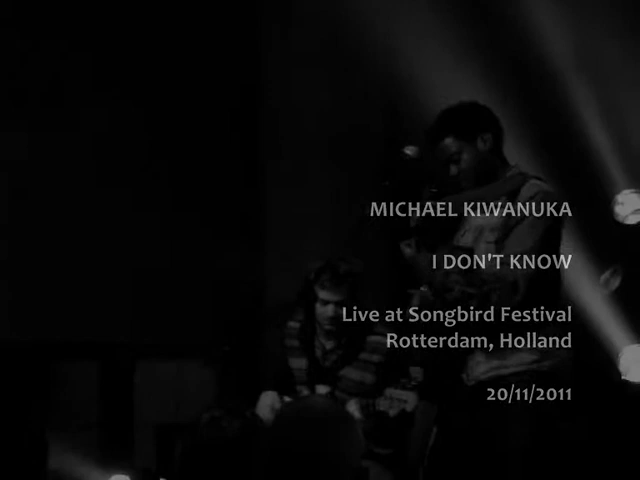 MICHAEL KIWANUKA
I DON'T KNOW
Live at Songbird Festival
Rotterdam, Holland
20/11/2011